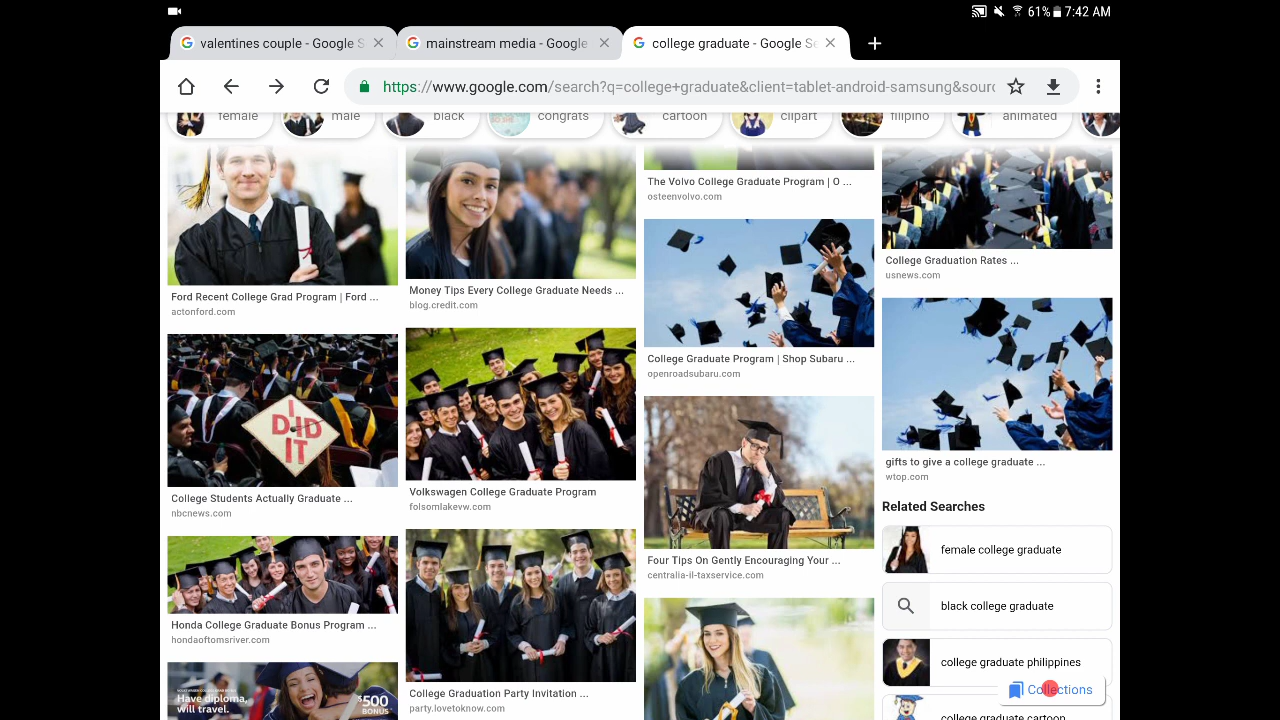 61% 7:42 AM
valentines couple - Google S
mainstream media - Google
college graduate - Google Se
https://www.google.com/search?q=college+graduate&client=tablet-android-samsung&sourc
female
male
black
congrats
cartoon
clipart
filipino
animated
Ford Recent College Grad Program | Ford ...
actonford.com
I
DID
IT
College Students Actually Graduate ...
nbcnews.com
Honda College Graduate Bonus Program ...
hondaoftomsriver.com
Have diploma,
will travel.
$500
BONUS
Money Tips Every College Graduate Needs ...
blog.credit.com
Volkswagen College Graduate Program
folsomlakevw.com
College Graduation Party Invitation ...
party.lovetoknow.com
The Volvo College Graduate Program | O ...
osteenvolvo.com
College Graduate Program | Shop Subaru ...
openroadsubaru.com
Four Tips On Gently Encouraging Your ...
centralia-il-taxservice.com
College Graduation Rates ...
usnews.com
gifts to give a college graduate ...
wtop.com
Related Searches
female college graduate
black college graduate
college graduate philippines
Collections
college graduate cartoon